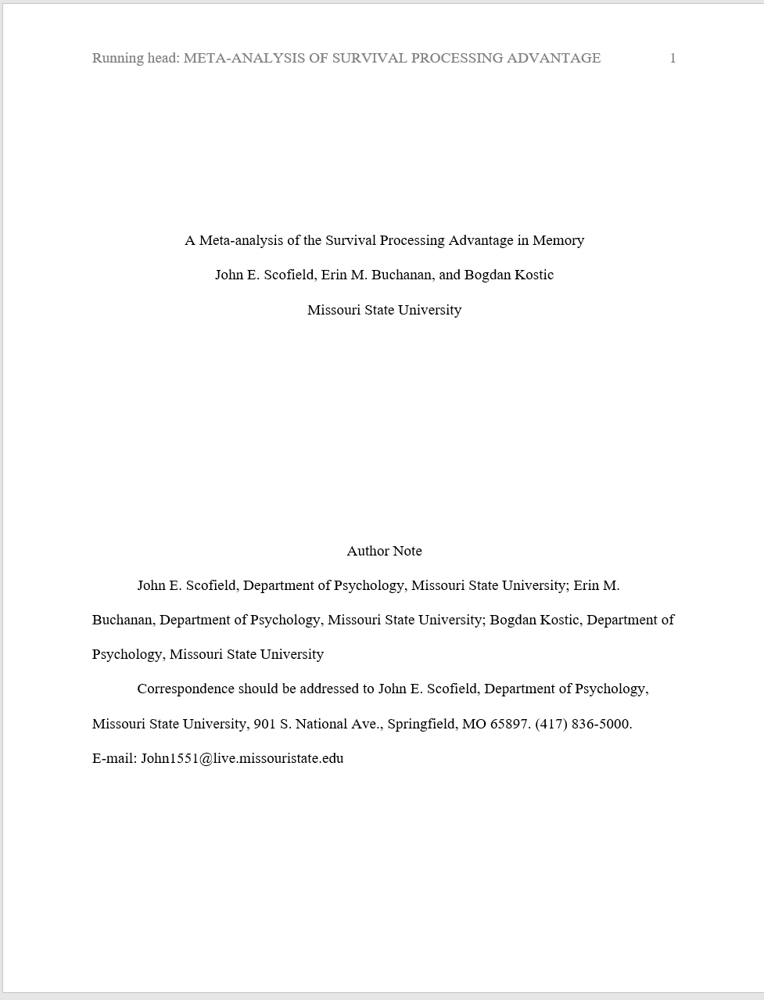 Running head: META-ANALYSIS OF SURVIVAL PROCESSING ADVANTAGE 1
A Meta-analysis of the Survival Processing Advantage in Memory
John E. Scofield, Erin M. Buchanan, and Bogdan Kostic
Missouri State University
Author Note
John E. Scofield, Department of Psychology, Missouri State University; Erin M.
Buchanan, Department of Psychology, Missouri State University; Bogdan Kostic, Department of
Psychology, Missouri State University
Correspondence should be addressed to John E. Scofield, Department of Psychology,
Missouri State University, 901 S. National Ave., Springfield, MO 65897. (417) 836-5000.
E-mail: John1551@live.missouristate.edu